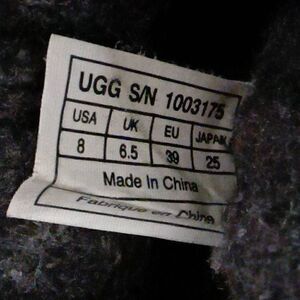 UGG S/N 1003175
USA UK EU JAPAN/K
8 6.5 39 25
Made In China
Fabriqué en Chine